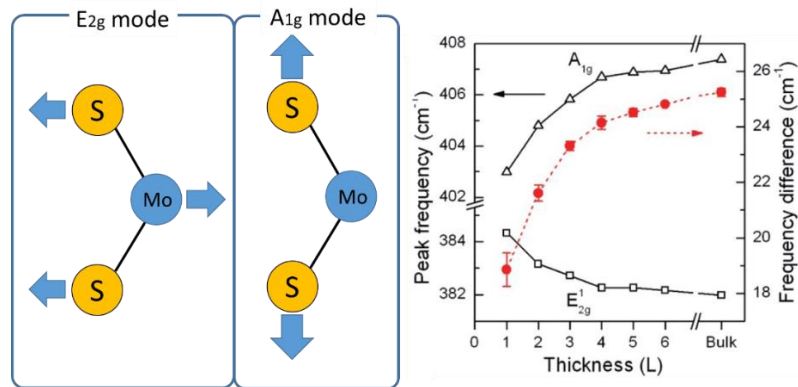 E2g mode
A1g mode
S
Mo
S
S
Mo
S
408
406
404
402
384
382
Peak frequency (cm⁻¹)
A1g
E¹2g
26
24
22
20
18
Frequency difference (cm⁻¹)
0 1 2 3 4 5 6 Bulk
Thickness (L)